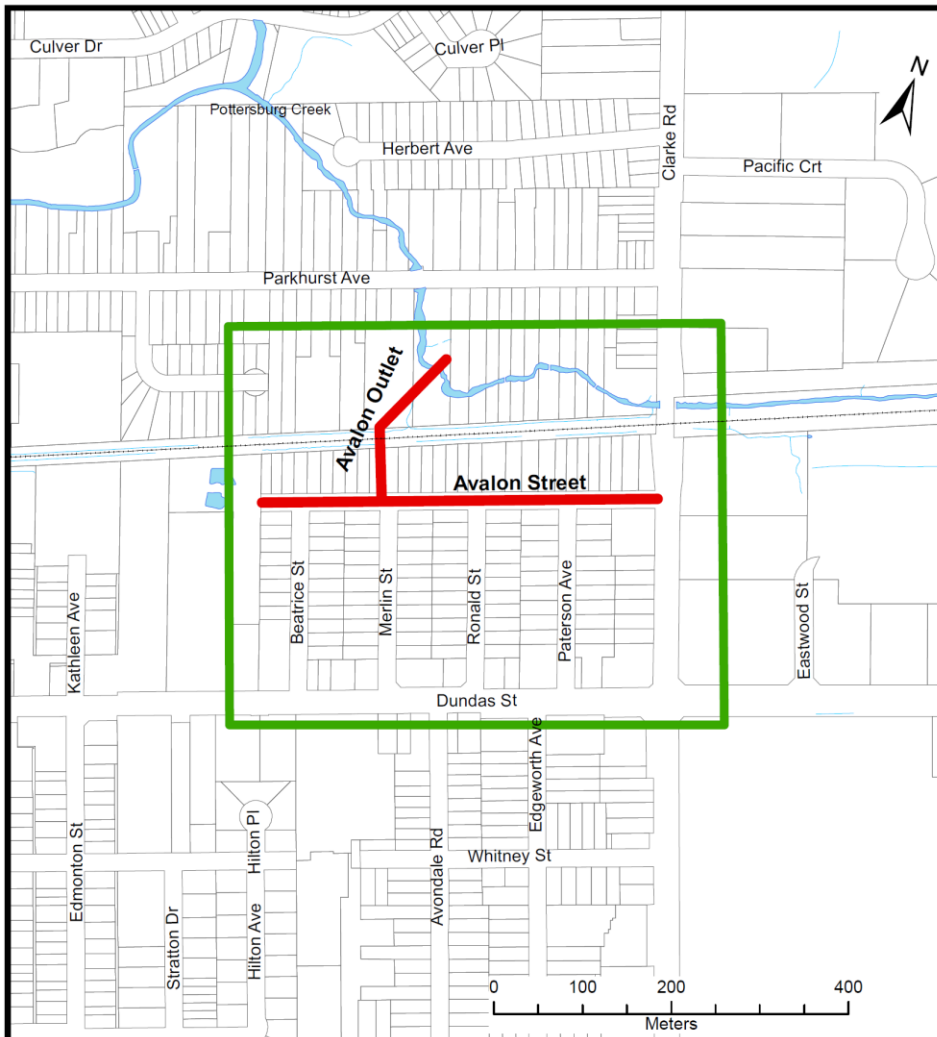 Culver Dr
Culver Pl
N
Pottersburg Creek
Herbert Ave
Clarke Rd
Pacific Crt
Parkhurst Ave
Avalon Outlet
Avalon Street
Kathleen Ave
Beatrice St
Merlin St
Ronald St
Paterson Ave
Eastwood St
Dundas St
Edmonton St
Stratton Dr
Hilton Pl
Hilton Ave
Avondale Rd
Edgeworth Ave
Whitney St
0 100 200 400
Meters